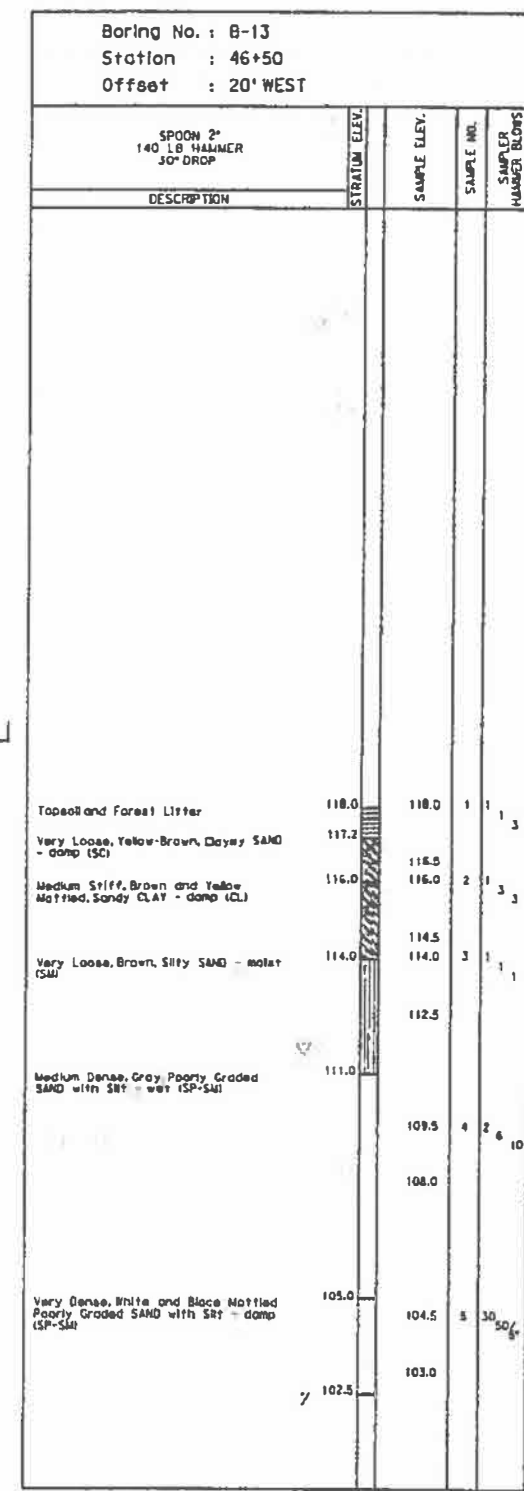 Boring No. : B-13
Station : 46+50
Offset : 20' WEST
SPOON 2"
140 LB HAMMER
30" DROP
DESCRIPTION
STRATUM ELEV.
SAMPLE ELEV.
SAMPLE NO.
SAMPLER
HAMMER BLOWS
Topsoil and Forest Litter 118.0 118.0 1 1
1
3
117.2
Very Loose, Yellow-Brown, Clayey SAND
- damp (SC)
116.5
Medium Stiff, Brown and Yellow 116.0 116.0 2 1
Mottled, Sandy CLAY - damp (CL) 3
3
114.5
Very Loose, Brown, Silty SAND - moist 114.0 114.0 3 1
(SM) 1
1
112.5
111.0
Medium Dense, Gray Poorly Graded
SAND with Silt - wet (SP-SM)
109.5 4 2
6
10
108.0
Very Dense, White and Blace Mottled 105.0
Poorly Graded SAND with Silt - damp 104.5 5 30
(SP-SM) 50/
5"
103.0
102.5